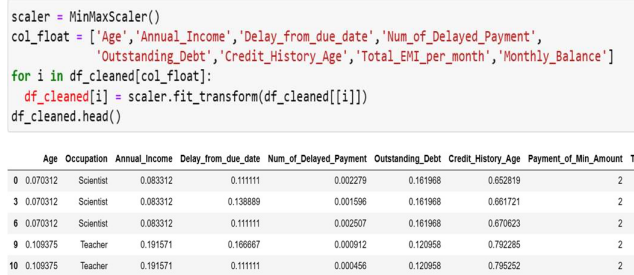 scaler = MinMaxScaler()
col_float = ['Age','Annual_Income','Delay_from_due_date','Num_of_Delayed_Payment',
'Outstanding_Debt','Credit_History_Age','Total_EMI_per_month','Monthly_Balance']
for i in df_cleaned[col_float]:
df_cleaned[i] = scaler.fit_transform(df_cleaned[[i]])
df_cleaned.head()
Age Occupation Annual_Income Delay_from_due_date Num_of_Delayed_Payment Outstanding_Debt Credit_History_Age Payment_of_Min_Amount T
0 0.070312 Scientist 0.083312 0.111111 0.002279 0.161968 0.652819 2
3 0.070312 Scientist 0.083312 0.138889 0.001596 0.161968 0.661721 2
6 0.070312 Scientist 0.083312 0.111111 0.002507 0.161968 0.670623 2
9 0.109375 Teacher 0.191571 0.166667 0.000912 0.120958 0.792285 2
10 0.109375 Teacher 0.191571 0.111111 0.000456 0.120958 0.795252 2